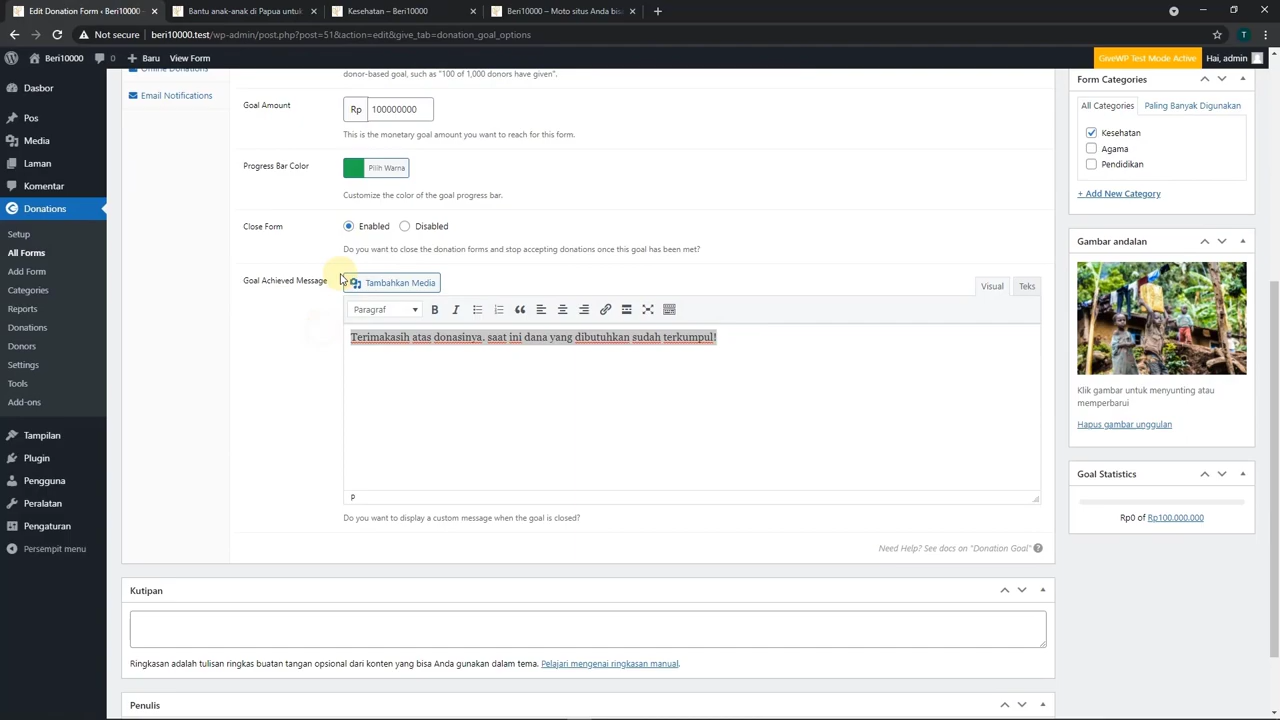 Edit Donation Form ‹ Beri10000
Bantu anak-anak di Papua untuk
Kesehatan – Beri10000
Beri10000 – Moto situs Anda bisa
Not secure
beri10000.test/wp-admin/post.php?post=51&action=edit&give_tab=donation_goal_options
T
Beri10000
0
Baru
View Form
GiveWP Test Mode Active
Hai, admin
Dasbor
Pos
Media
Laman
Komentar
Donations
Setup
All Forms
Add Form
Categories
Reports
Donations
Donors
Settings
Tools
Add-ons
Tampilan
Plugin
Pengguna
Peralatan
Pengaturan
Persempit menu
Online Donations
Email Notifications
donor-based goal, such as "100 of 1,000 donors have given".
Goal Amount
Rp 100000000
This is the monetary goal amount you want to reach for this form.
Progress Bar Color
Pilih Warna
Customize the color of the goal progress bar.
Close Form
Enabled
Disabled
Do you want to close the donation forms and stop accepting donations once this goal has been met?
Goal Achieved Message
Tambahkan Media
Visual
Teks
Paragraf
B I
Terimakasih atas donasinya. saat ini dana yang dibutuhkan sudah terkumpul!
P
Do you want to display a custom message when the goal is closed?
Need Help? See docs on "Donation Goal"
Kutipan
Ringkasan adalah tulisan ringkas buatan tangan opsional dari konten yang bisa Anda gunakan dalam tema. Pelajari mengenai ringkasan manual.
Penulis
Form Categories
All Categories
Paling Banyak Digunakan
Kesehatan
Agama
Pendidikan
+ Add New Category
Gambar andalan
Klik gambar untuk menyunting atau
memperbarui
Hapus gambar unggulan
Goal Statistics
Rp0 of Rp100.000.000